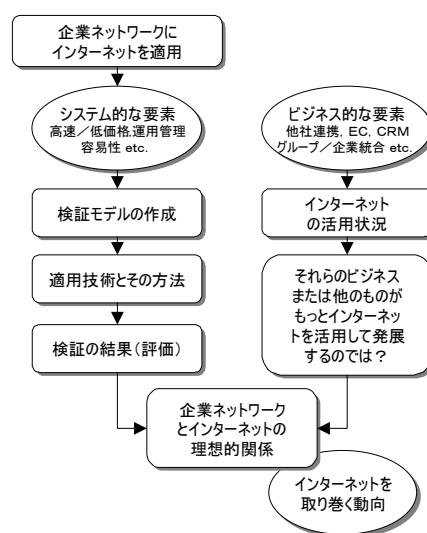 企業ネットワークに
インターネットを適用
システム的な要素
高速／低価格,運用管理
容易性 etc.
検証モデルの作成
適用技術とその方法
検証の結果（評価）
ビジネス的な要素
他社連携, EC, CRM
グループ／企業統合 etc.
インターネット
の活用状況
それらのビジネス
または他のものが
もっとインターネッ
トを活用して発展
するのでは？
企業ネットワーク
とインターネットの
理想的関係
インターネットを
取り巻く動向